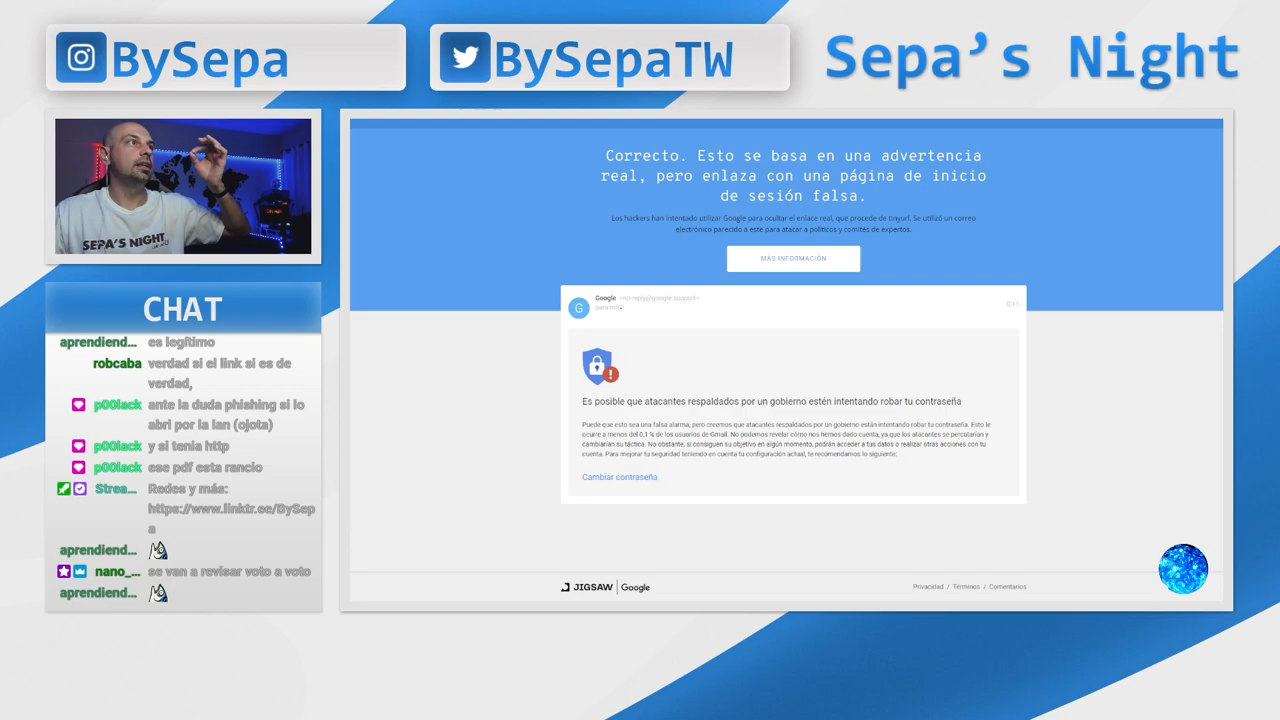 BySepa
BySepaTW
Sepa's Night
SEPA'S NIGHT
CHAT
aprendiend... es legítimo
robcaba verdad si el link si es de
verdad,
p00lack ante la duda phishing si lo
abri por la lan (ojota)
p00lack y si tenia http
p00lack ese pdf esta rancio
Strea... Redes y más:
https://www.linktr.ee/BySep
a
aprendiend...
nano_... se van a revisar voto a voto
aprendiend...
Correcto. Esto se basa en una advertencia
real, pero enlaza con una página de inicio
de sesión falsa.
Los hackers han intentado utilizar Google para ocultar el enlace real, que procede de tinyurl. Se utilizó un correo
electrónico parecido a este para atacar a políticos y comités de expertos.
MÁS INFORMACIÓN
G
Google <no-reply@google.support>
para mí
0:11
Es posible que atacantes respaldados por un gobierno estén intentando robar tu contraseña
Puede que esto sea una falsa alarma, pero creemos que atacantes respaldados por un gobierno están intentando robar tu contraseña. Esto le
ocurre a menos del 0,1 % de los usuarios de Gmail. No podemos revelar cómo nos hemos dado cuenta, ya que los atacantes se percatarían y
cambiarían su táctica. No obstante, si consiguen su objetivo en algún momento, podrán acceder a tus datos o realizar otras acciones con tu
cuenta. Para mejorar tu seguridad teniendo en cuenta tu configuración actual, te recomendamos lo siguiente:
Cambiar contraseña
JIGSAW | Google
Privacidad / Términos / Comentarios